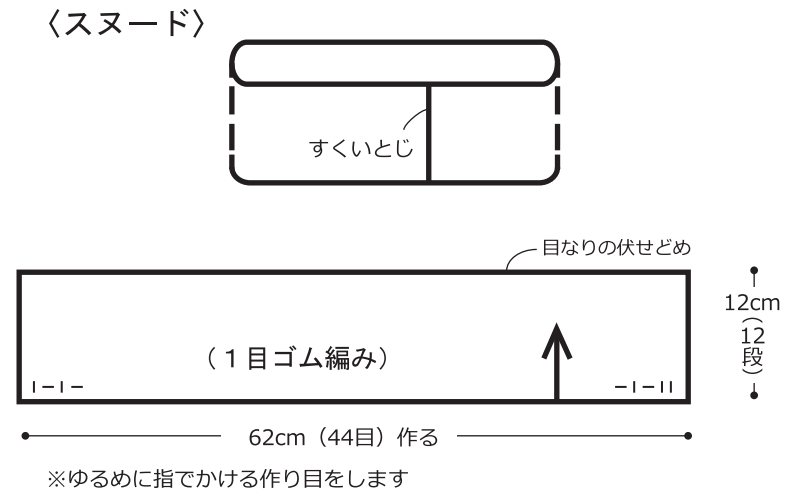 〈スヌード〉
すくいとじ
目なりの伏せどめ
12cm
(12段)
(1目ゴム編み)
62cm(44目)作る
※ゆるめに指でかける作り目をします